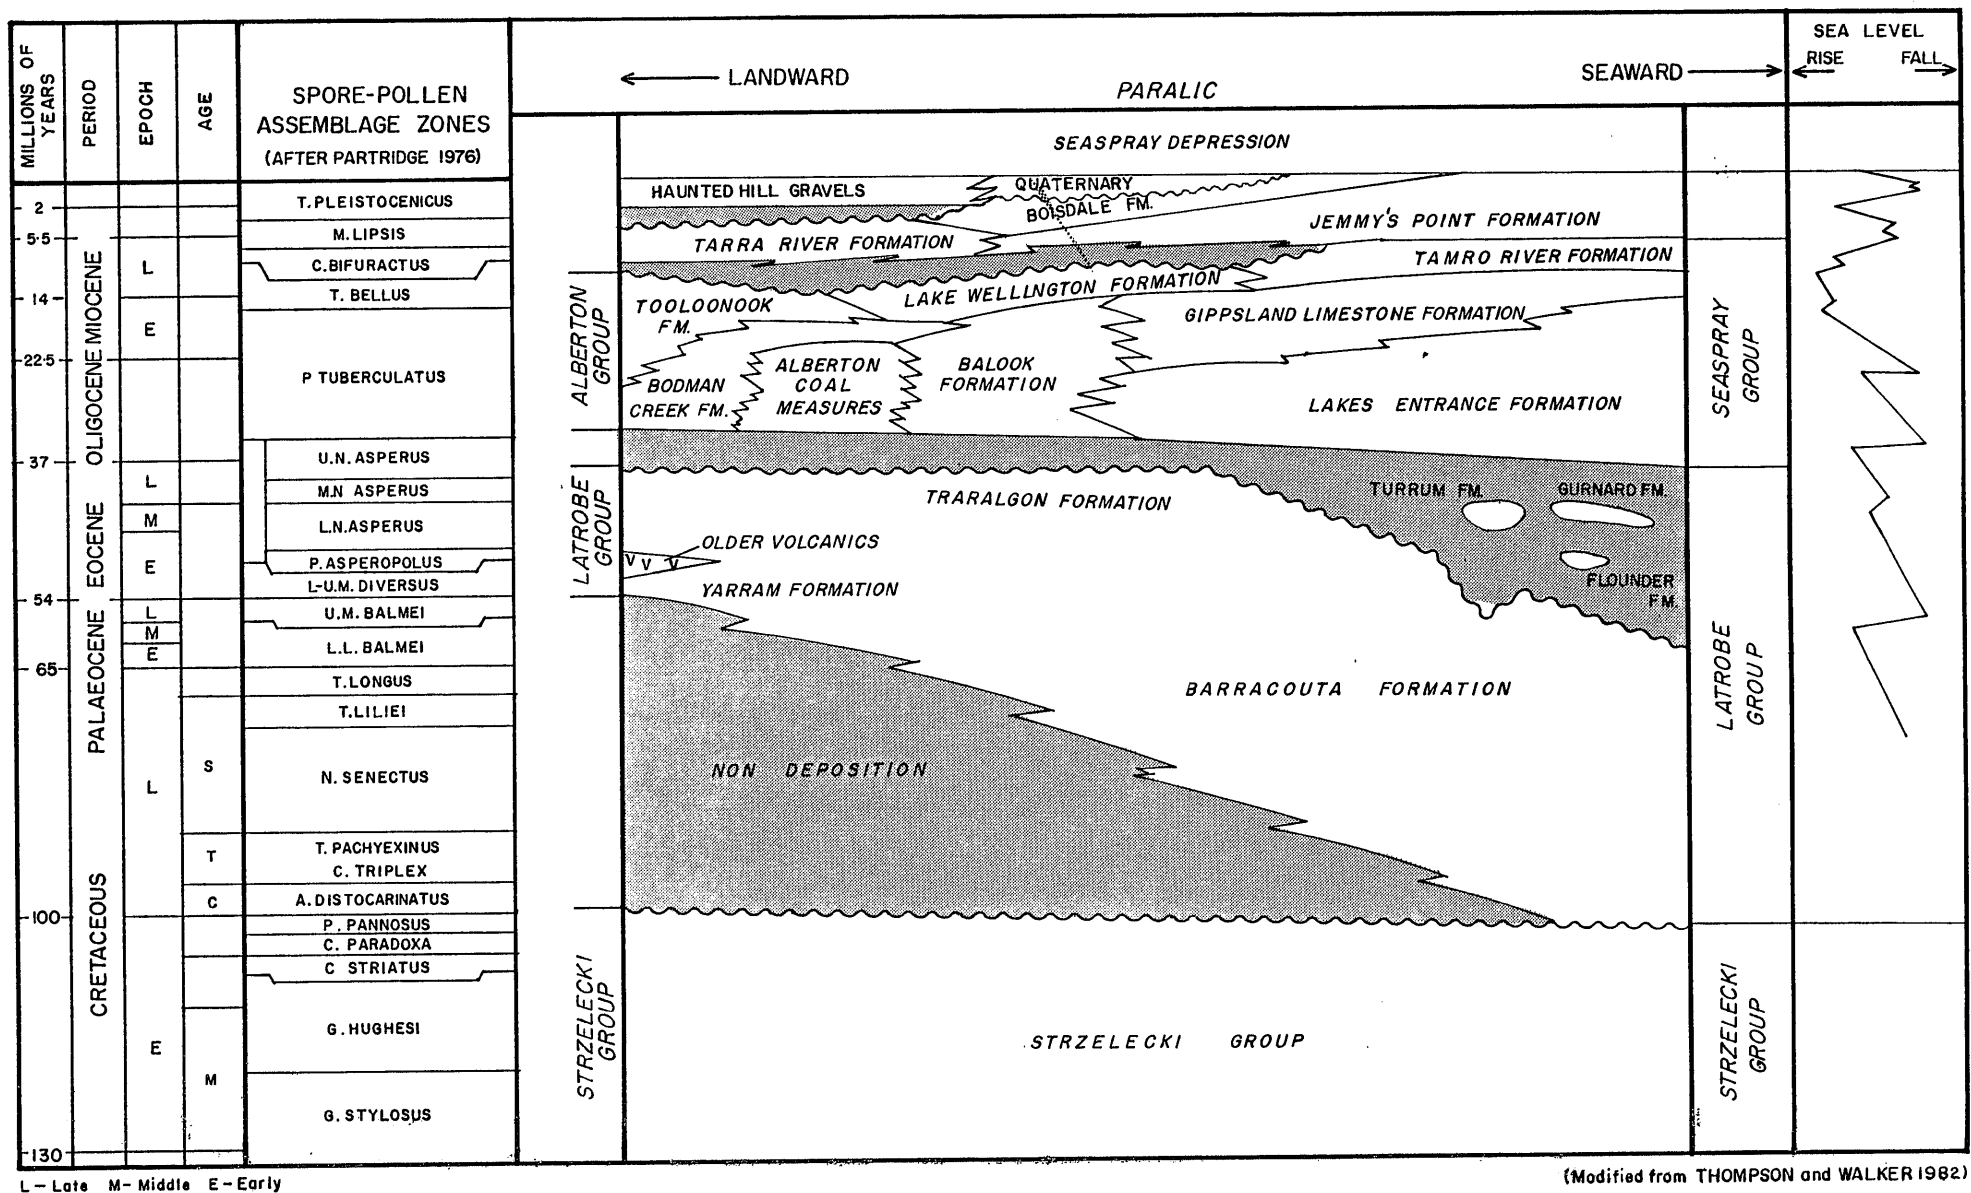 MILLIONS OF YEARS
PERIOD
EPOCH
AGE
SPORE-POLLEN
ASSEMBLAGE ZONES
(AFTER PARTRIDGE 1976)
LANDWARD
PARALIC
SEAWARD
SEA LEVEL
RISE
FALL
2
5·5
14
22·5
37
54
65
100
130
MIOCENE
OLIGOCENE
EOCENE
PALAEOCENE
CRETACEOUS
L
E
L
M
E
L
M
E
L
E
S
T
C
M
T. PLEISTOCENICUS
M. LIPSIS
C. BIFURACTUS
T. BELLUS
P TUBERCULATUS
U.N. ASPERUS
M.N ASPERUS
L.N. ASPERUS
P. ASPEROPOLUS
L-U.M. DIVERSUS
U.M. BALMEI
L.L. BALMEI
T. LONGUS
T. LILIEI
N. SENECTUS
T. PACHYEXINUS
C. TRIPLEX
A. DISTOCARINATUS
P. PANNOSUS
C. PARADOXA
C STRIATUS
G. HUGHESI
G. STYLOSUS
ALBERTON
GROUP
LATROBE
GROUP
STRZELECKI
GROUP
SEASPRAY DEPRESSION
HAUNTED HILL GRAVELS
QUATERNARY
BOISDALE FM.
JEMMY'S POINT FORMATION
TARRA RIVER FORMATION
TAMRO RIVER FORMATION
LAKE WELLINGTON FORMATION
TOOLOONOOK
FM.
GIPPSLAND LIMESTONE FORMATION
BODMAN
CREEK FM.
ALBERTON
COAL
MEASURES
BALOOK
FORMATION
LAKES ENTRANCE FORMATION
TURRUM FM.
GURNARD FM.
TRARALGON FORMATION
OLDER VOLCANICS
V V V
FLOUNDER
FM.
YARRAM FORMATION
BARRACOUTA FORMATION
NON DEPOSITION
STRZELECKI GROUP
SEASPRAY
GROUP
LATROBE
GROUP
STRZELECKI
GROUP
L - Late M - Middle E - Early
(Modified from THOMPSON and WALKER 1982)